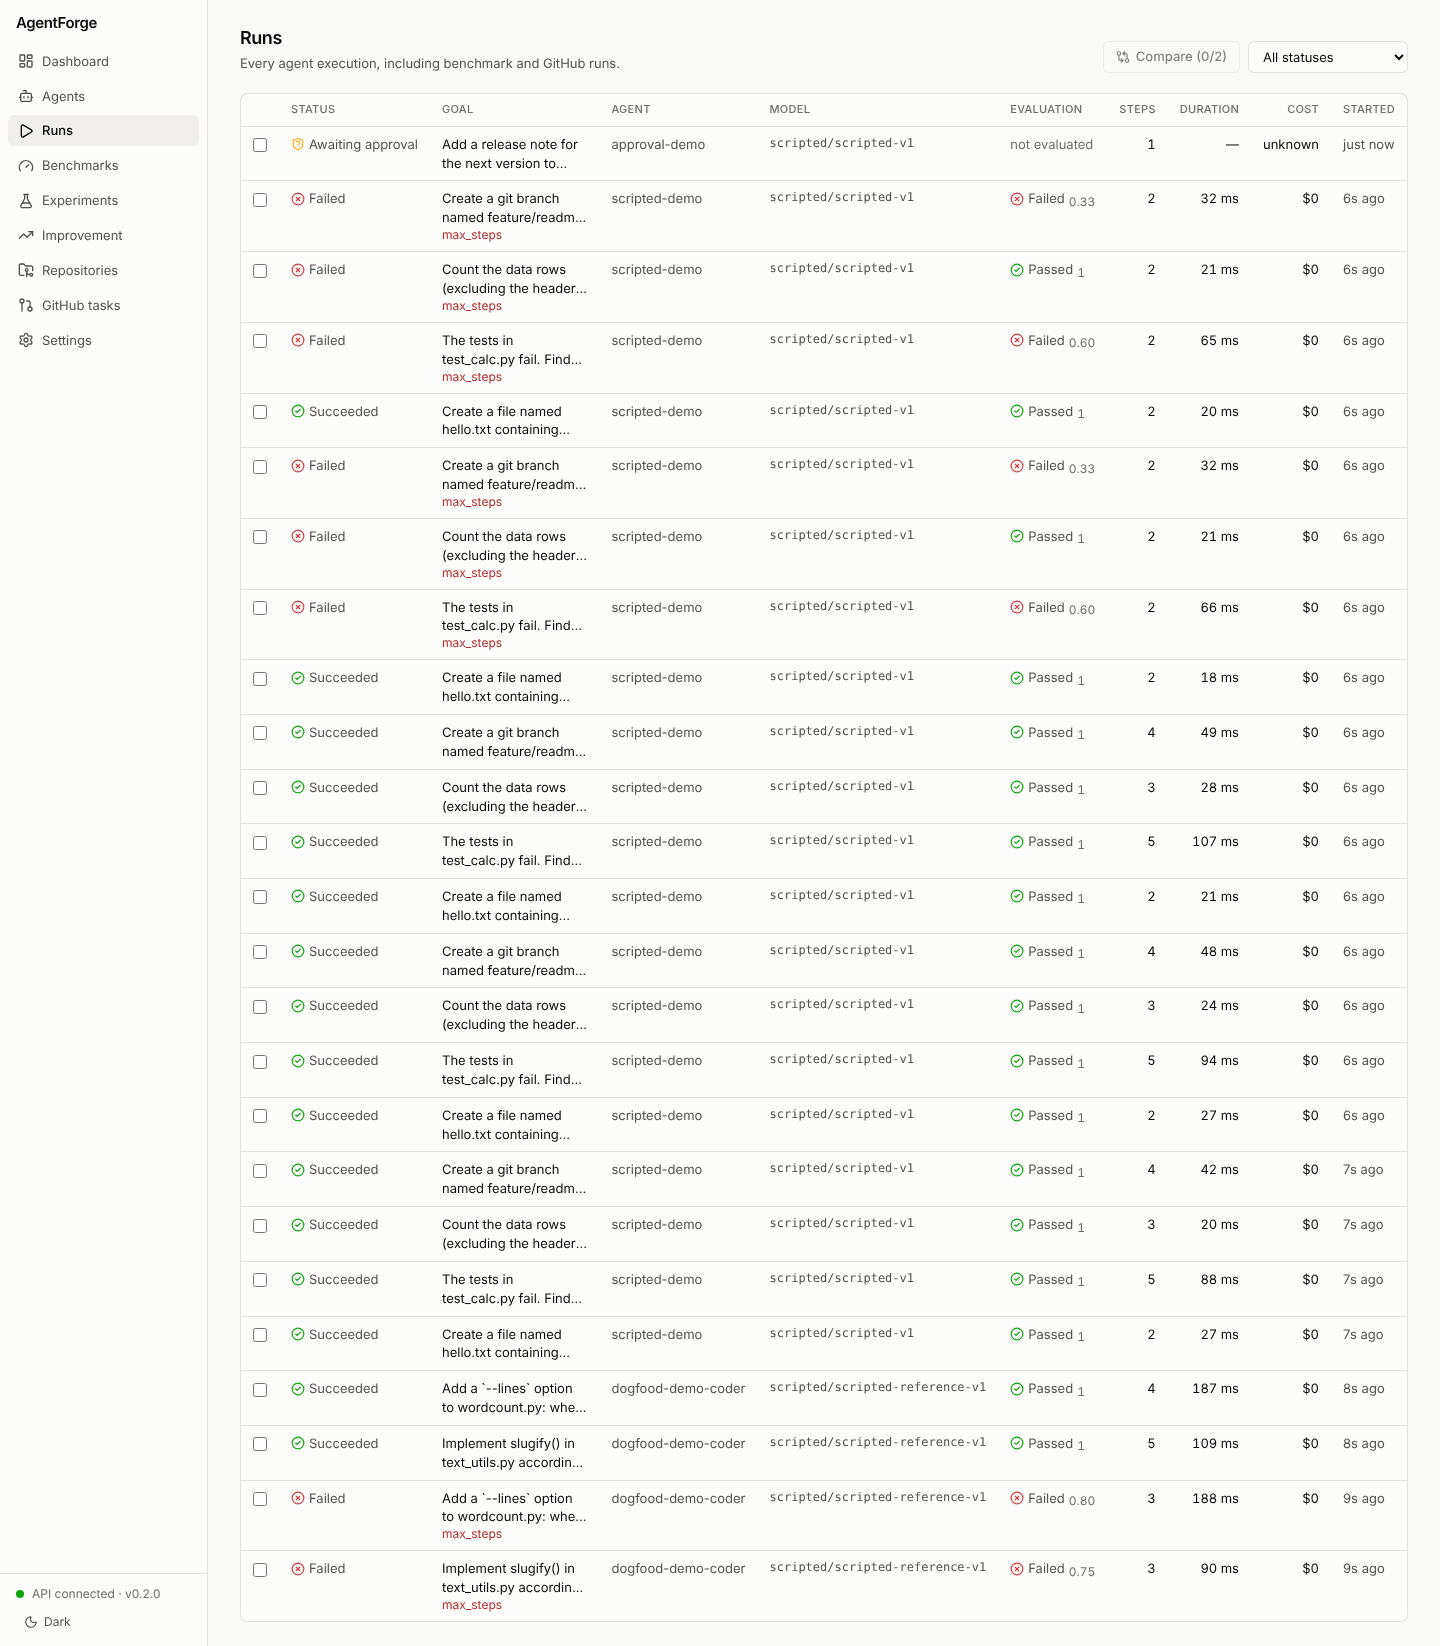 AgentForge
Dashboard
Agents
Runs
Benchmarks
Experiments
Improvement
Repositories
GitHub tasks
Settings
API connected · v0.2.0
Dark
Runs
Every agent execution, including benchmark and GitHub runs.
Compare (0/2)
All statuses
STATUS GOAL AGENT MODEL EVALUATION STEPS DURATION COST STARTED
Awaiting approval Add a release note for approval-demo scripted/scripted-v1 not evaluated 1 — unknown just now
the next version to...
Failed Create a git branch scripted-demo scripted/scripted-v1 Failed 0.33 2 32 ms $0 6s ago
named feature/readm...
max_steps
Failed Count the data rows scripted-demo scripted/scripted-v1 Passed 1 2 21 ms $0 6s ago
(excluding the header...
max_steps
Failed The tests in scripted-demo scripted/scripted-v1 Failed 0.60 2 65 ms $0 6s ago
test_calc.py fail. Find...
max_steps
Succeeded Create a file named scripted-demo scripted/scripted-v1 Passed 1 2 20 ms $0 6s ago
hello.txt containing...
Failed Create a git branch scripted-demo scripted/scripted-v1 Failed 0.33 2 32 ms $0 6s ago
named feature/readm...
max_steps
Failed Count the data rows scripted-demo scripted/scripted-v1 Passed 1 2 21 ms $0 6s ago
(excluding the header...
max_steps
Failed The tests in scripted-demo scripted/scripted-v1 Failed 0.60 2 66 ms $0 6s ago
test_calc.py fail. Find...
max_steps
Succeeded Create a file named scripted-demo scripted/scripted-v1 Passed 1 2 18 ms $0 6s ago
hello.txt containing...
Succeeded Create a git branch scripted-demo scripted/scripted-v1 Passed 1 4 49 ms $0 6s ago
named feature/readm...
Succeeded Count the data rows scripted-demo scripted/scripted-v1 Passed 1 3 28 ms $0 6s ago
(excluding the header...
Succeeded The tests in scripted-demo scripted/scripted-v1 Passed 1 5 107 ms $0 6s ago
test_calc.py fail. Find...
Succeeded Create a file named scripted-demo scripted/scripted-v1 Passed 1 2 21 ms $0 6s ago
hello.txt containing...
Succeeded Create a git branch scripted-demo scripted/scripted-v1 Passed 1 4 48 ms $0 6s ago
named feature/readm...
Succeeded Count the data rows scripted-demo scripted/scripted-v1 Passed 1 3 24 ms $0 6s ago
(excluding the header...
Succeeded The tests in scripted-demo scripted/scripted-v1 Passed 1 5 94 ms $0 6s ago
test_calc.py fail. Find...
Succeeded Create a file named scripted-demo scripted/scripted-v1 Passed 1 2 27 ms $0 6s ago
hello.txt containing...
Succeeded Create a git branch scripted-demo scripted/scripted-v1 Passed 1 4 42 ms $0 7s ago
named feature/readm...
Succeeded Count the data rows scripted-demo scripted/scripted-v1 Passed 1 3 20 ms $0 7s ago
(excluding the header...
Succeeded The tests in scripted-demo scripted/scripted-v1 Passed 1 5 88 ms $0 7s ago
test_calc.py fail. Find...
Succeeded Create a file named scripted-demo scripted/scripted-v1 Passed 1 2 27 ms $0 7s ago
hello.txt containing...
Succeeded Add a `--lines` option dogfood-demo-coder scripted/scripted-reference-v1 Passed 1 4 187 ms $0 8s ago
to wordcount.py: whe...
Succeeded Implement slugify() in dogfood-demo-coder scripted/scripted-reference-v1 Passed 1 5 109 ms $0 8s ago
text_utils.py accordin...
Failed Add a `--lines` option dogfood-demo-coder scripted/scripted-reference-v1 Failed 0.80 3 188 ms $0 9s ago
to wordcount.py: whe...
max_steps
Failed Implement slugify() in dogfood-demo-coder scripted/scripted-reference-v1 Failed 0.75 3 90 ms $0 9s ago
text_utils.py accordin...
max_steps